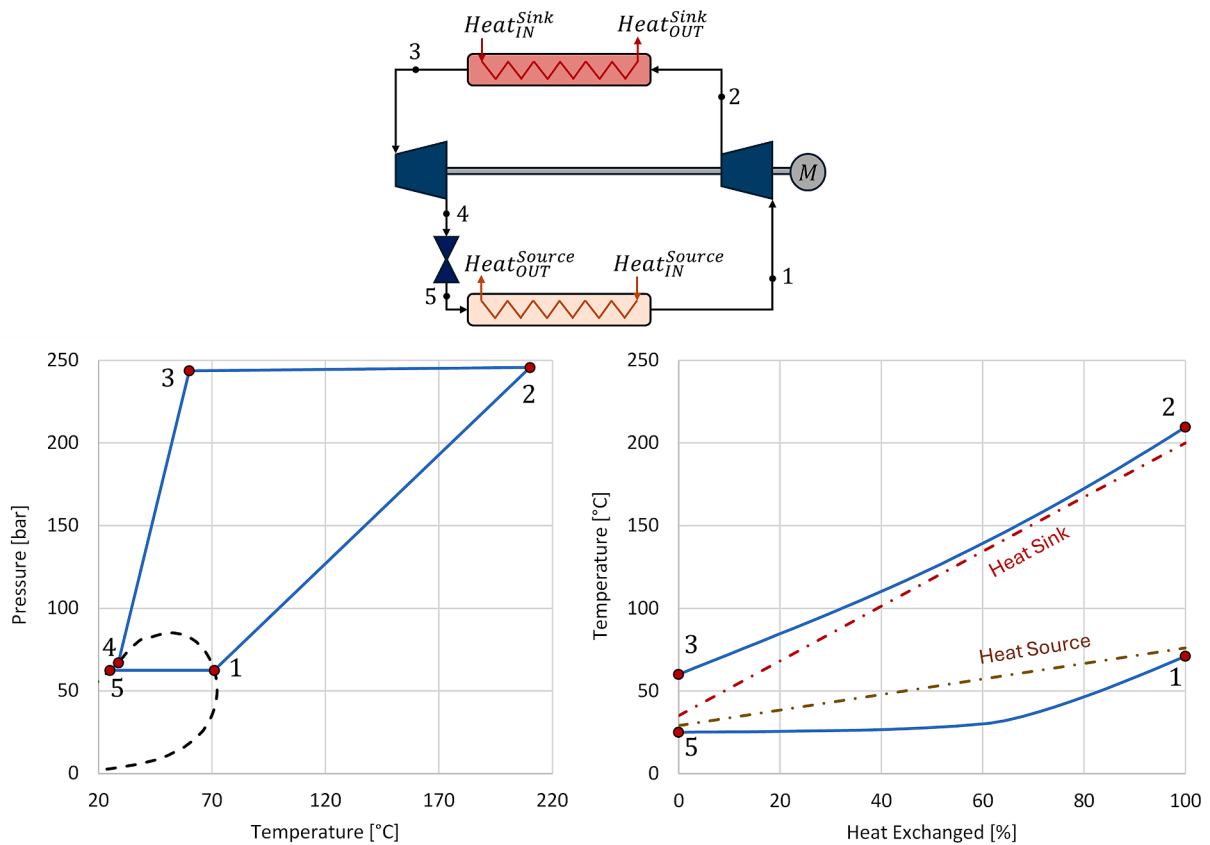 Heat_IN^Sink Heat_OUT^Sink
3
2
M
4
Heat_OUT^Source Heat_IN^Source
5
1
250
200
150
100
50
0
20 70 120 170 220
Pressure [bar]
Temperature [°C]
3
2
4
5
1
250
200
150
100
50
0
0 20 40 60 80 100
Temperature [°C]
Heat Exchanged [%]
2
Heat Sink
3
Heat Source
1
5